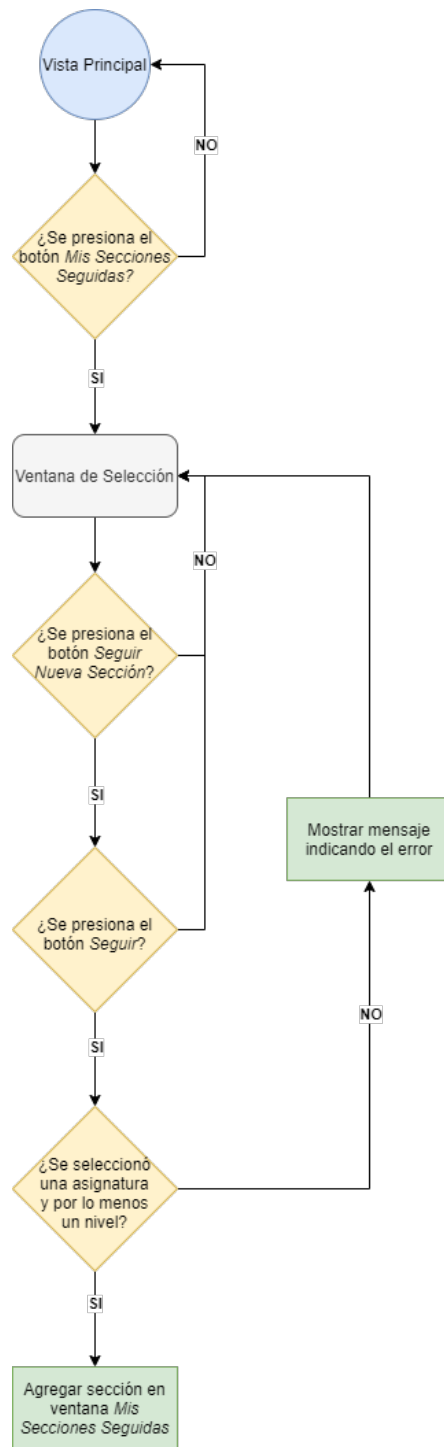 Vista Principal
NO
¿Se presiona el
botón Mis Secciones
Seguidas?
SI
Ventana de Selección
NO
¿Se presiona el
botón Seguir
Nueva Sección?
SI
Mostrar mensaje
indicando el error
¿Se presiona el
botón Seguir?
NO
SI
¿Se seleccionó
una asignatura
y por lo menos
un nivel?
SI
Agregar sección en
ventana Mis
Secciones Seguidas